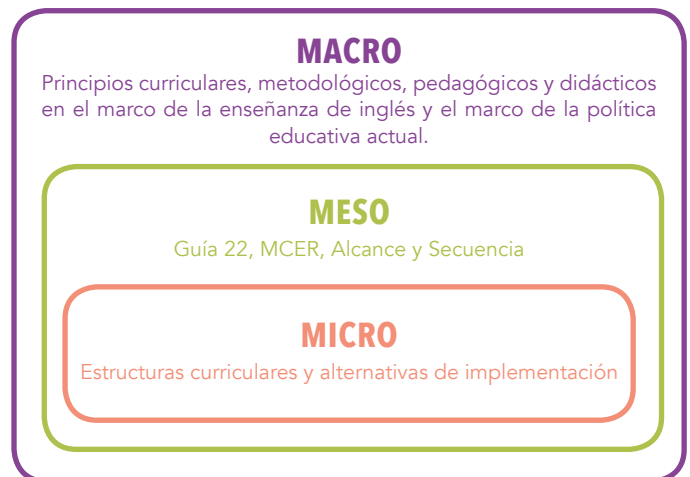 MACRO
Principios curriculares, metodológicos, pedagógicos y didácticos
en el marco de la enseñanza de inglés y el marco de la política
educativa actual.
MESO
Guía 22, MCER, Alcance y Secuencia
MICRO
Estructuras curriculares y alternativas de implementación